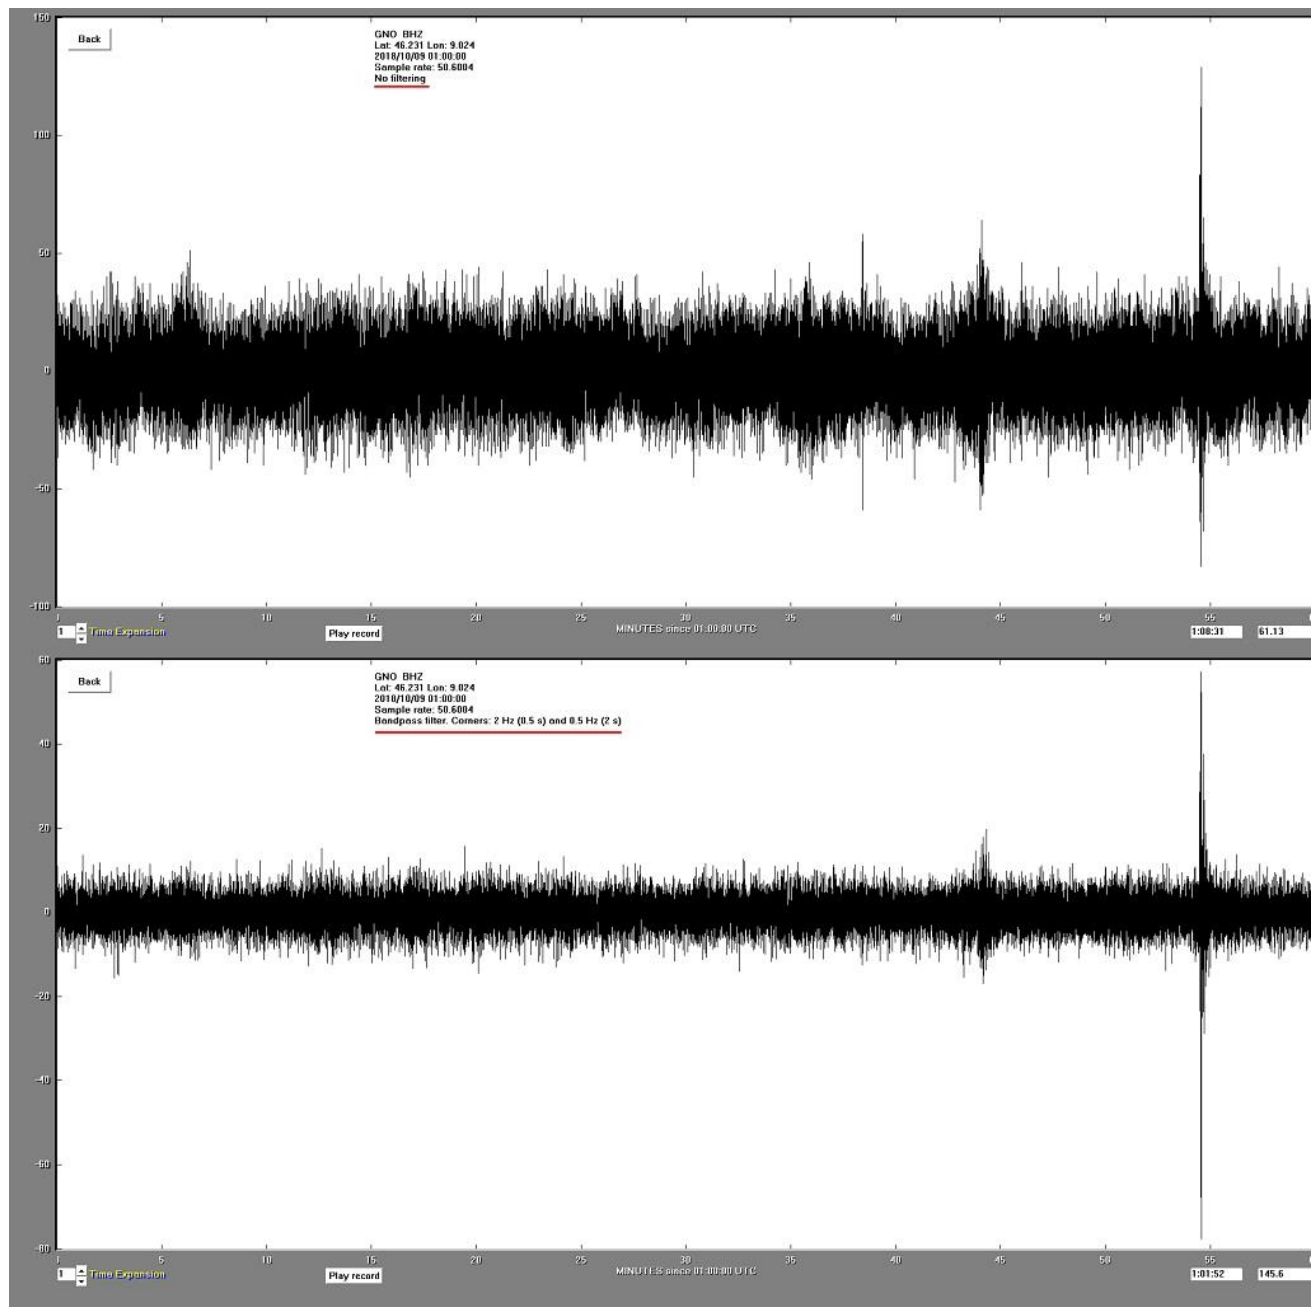 150
Back
GNO BHZ
Lat: 46.231 Lon: 9.024
2018/10/09 01:00:00
Sample rate: 50.6004
No filtering
100
50
0
-50
-100
5 10 15 20 25 30 35 40 45 50 55
1 Time Expansion Play record MINUTES since 01:00:00 UTC 1:08:31 61.13
60
Back
GNO BHZ
Lat: 46.231 Lon: 9.024
2018/10/09 01:00:00
Sample rate: 50.6004
Bandpass filter. Corners: 2 Hz (0.5 s) and 0.5 Hz (2 s)
40
20
0
-20
-40
-60
-80
5 10 15 20 25 30 35 40 45 50 55
1 Time Expansion Play record MINUTES since 01:00:00 UTC 1:01:52 145.6